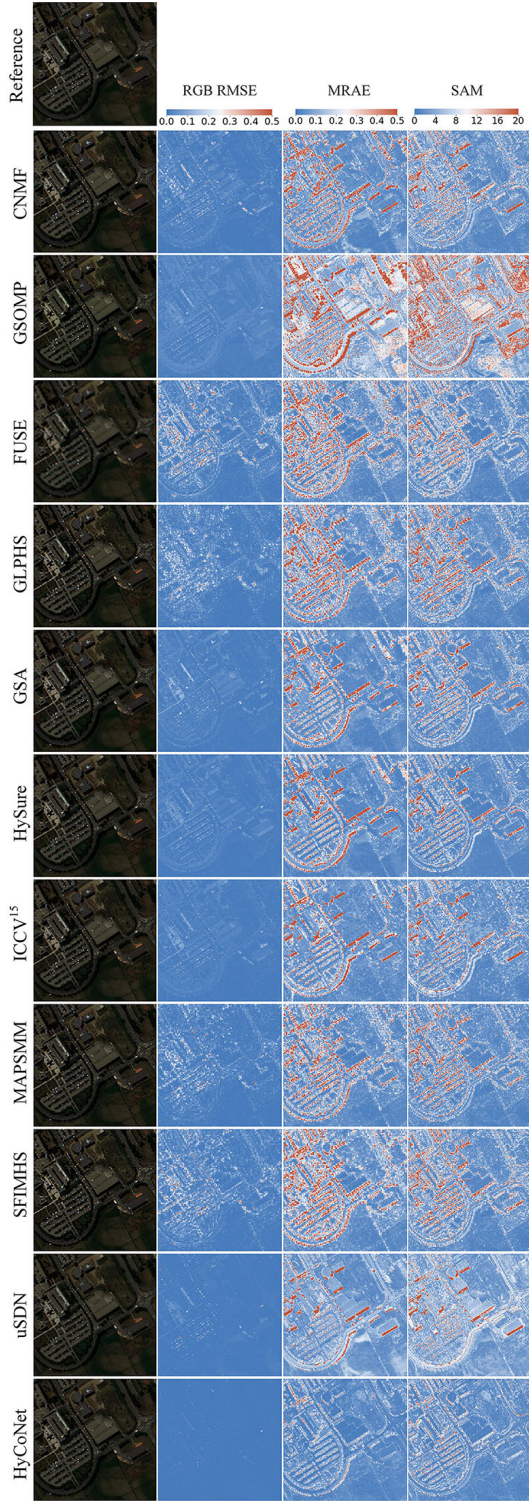 Reference
RGB RMSE
MRAE
SAM
0.0 0.1 0.2 0.3 0.4 0.5
0.0 0.1 0.2 0.3 0.4 0.5
0 4 8 12 16 20
CNMF
GSOMP
FUSE
GLPHS
GSA
HySure
ICCV¹⁵
MAPSMM
SFIMHS
uSDN
HyCoNet